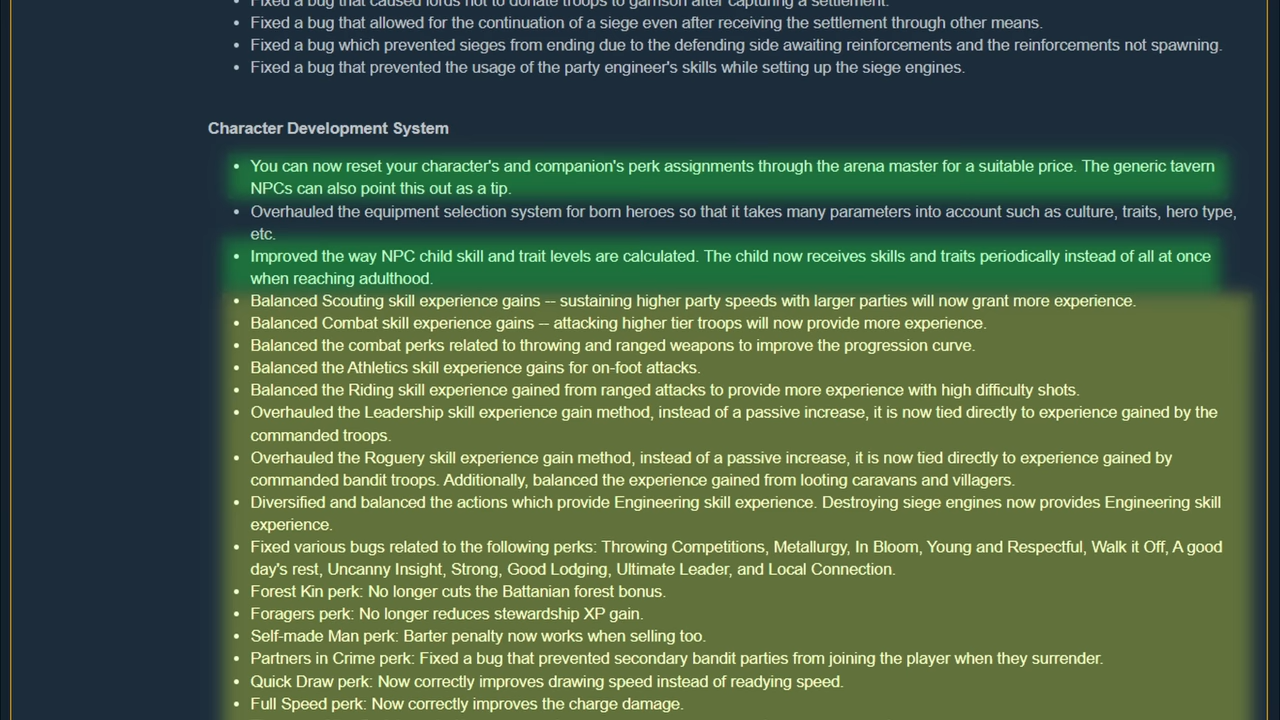 Fixed a bug that caused lords not to donate troops to garrison after capturing a settlement.
• Fixed a bug that allowed for the continuation of a siege even after receiving the settlement through other means.
• Fixed a bug which prevented sieges from ending due to the defending side awaiting reinforcements and the reinforcements not spawning.
• Fixed a bug that prevented the usage of the party engineer's skills while setting up the siege engines.
Character Development System
• You can now reset your character's and companion's perk assignments through the arena master for a suitable price. The generic tavern
NPCs can also point this out as a tip.
• Overhauled the equipment selection system for born heroes so that it takes many parameters into account such as culture, traits, hero type,
etc.
• Improved the way NPC child skill and trait levels are calculated. The child now receives skills and traits periodically instead of all at once
when reaching adulthood.
• Balanced Scouting skill experience gains -- sustaining higher party speeds with larger parties will now grant more experience.
• Balanced Combat skill experience gains -- attacking higher tier troops will now provide more experience.
• Balanced the combat perks related to throwing and ranged weapons to improve the progression curve.
• Balanced the Athletics skill experience gains for on-foot attacks.
• Balanced the Riding skill experience gained from ranged attacks to provide more experience with high difficulty shots.
• Overhauled the Leadership skill experience gain method, instead of a passive increase, it is now tied directly to experience gained by the
commanded troops.
• Overhauled the Roguery skill experience gain method, instead of a passive increase, it is now tied directly to experience gained by
commanded bandit troops. Additionally, balanced the experience gained from looting caravans and villagers.
• Diversified and balanced the actions which provide Engineering skill experience. Destroying siege engines now provides Engineering skill
experience.
• Fixed various bugs related to the following perks: Throwing Competitions, Metallurgy, In Bloom, Young and Respectful, Walk it Off, A good
day's rest, Uncanny Insight, Strong, Good Lodging, Ultimate Leader, and Local Connection.
• Forest Kin perk: No longer cuts the Battanian forest bonus.
• Foragers perk: No longer reduces stewardship XP gain.
• Self-made Man perk: Barter penalty now works when selling too.
• Partners in Crime perk: Fixed a bug that prevented secondary bandit parties from joining the player when they surrender.
• Quick Draw perk: Now correctly improves drawing speed instead of readying speed.
• Full Speed perk: Now correctly improves the charge damage.